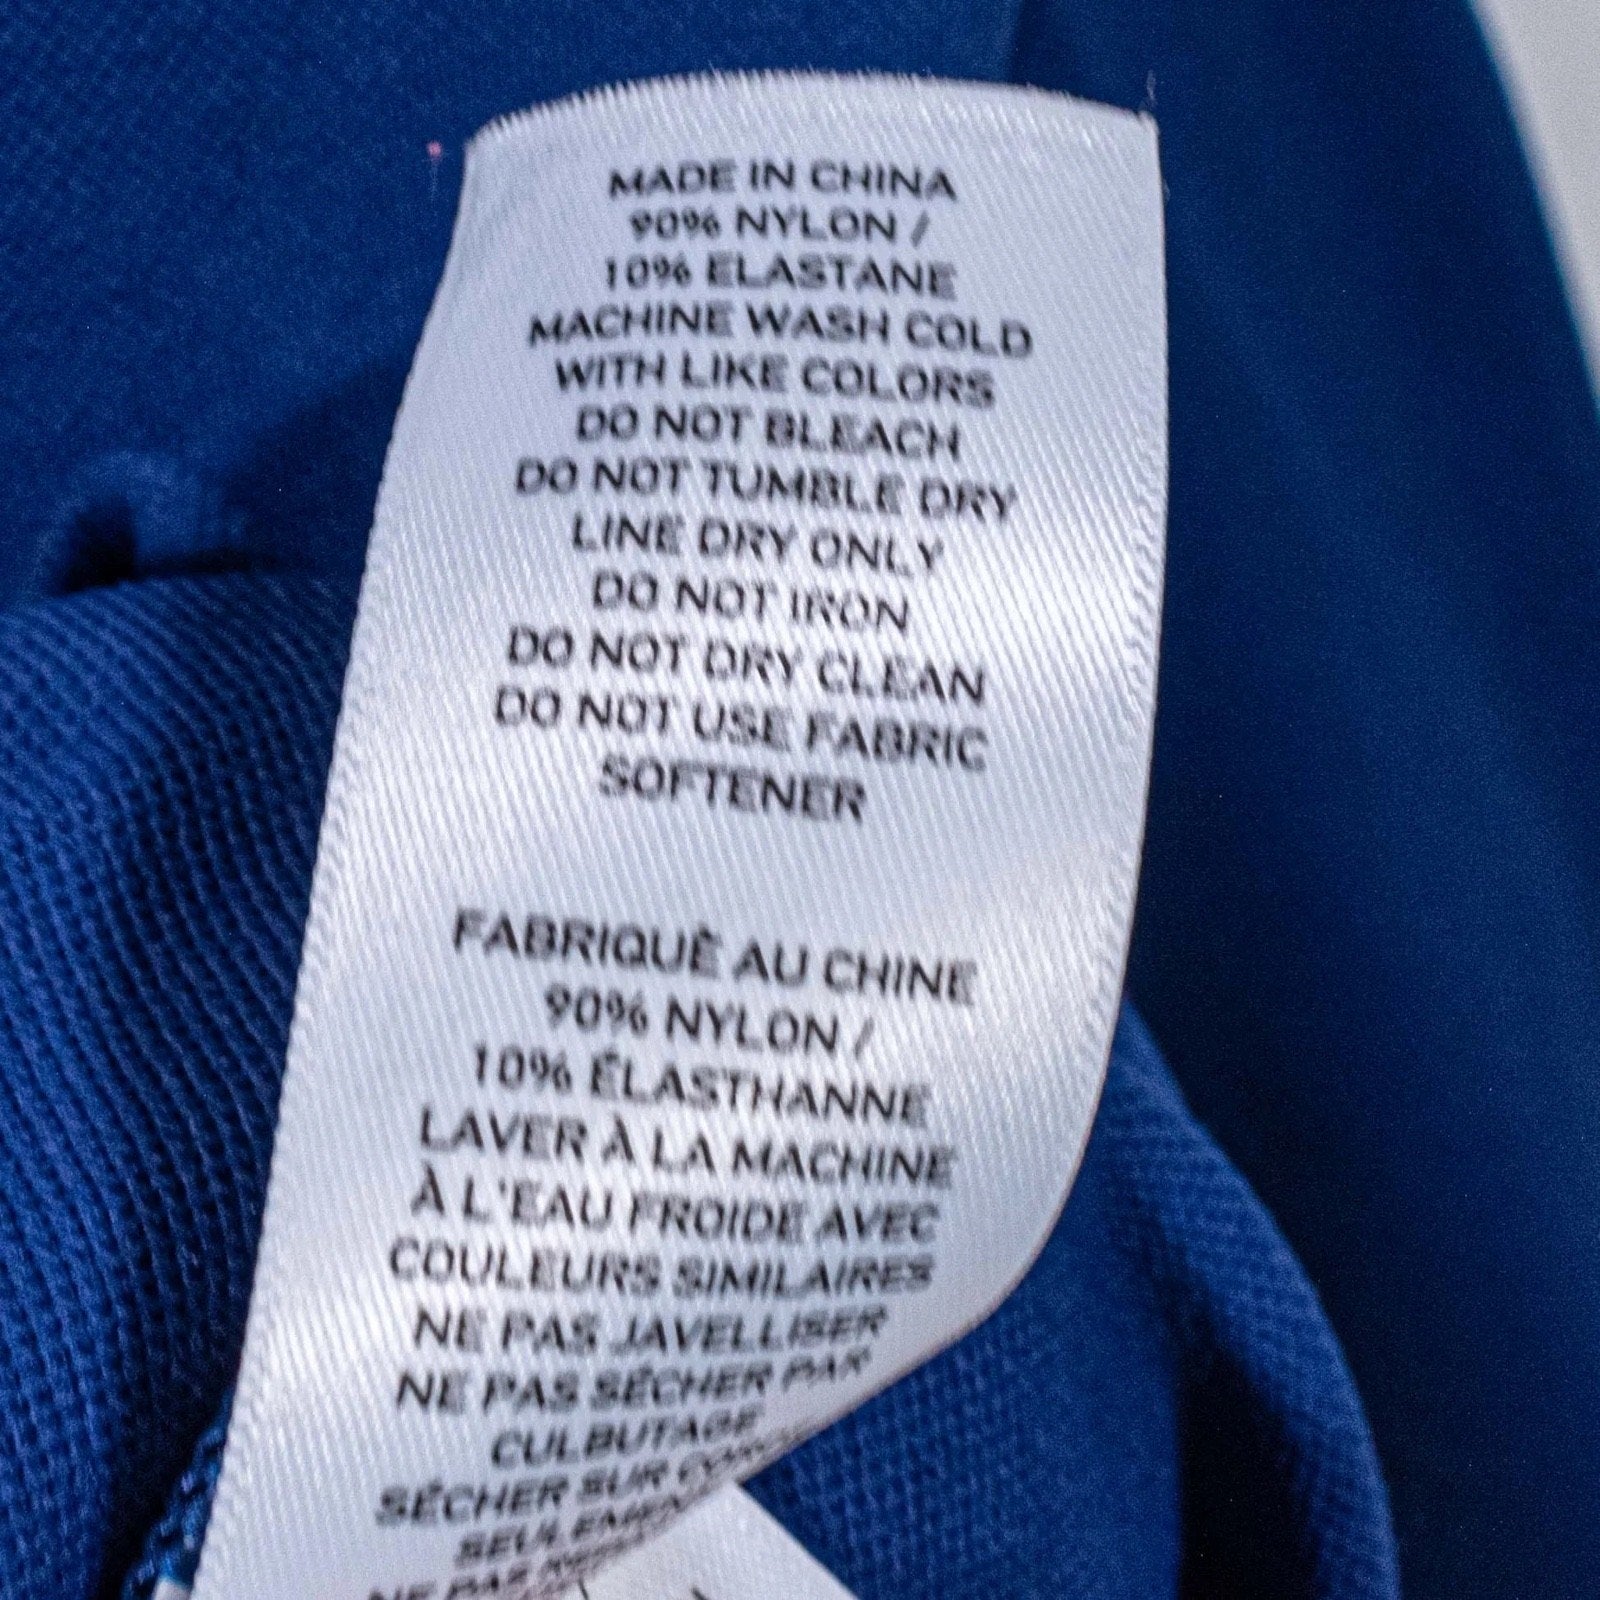 MADE IN CHINA
90% NYLON /
10% ELASTANE
MACHINE WASH COLD
WITH LIKE COLORS
DO NOT BLEACH
DO NOT TUMBLE DRY
LINE DRY ONLY
DO NOT IRON
DO NOT DRY CLEAN
DO NOT USE FABRIC
SOFTENER
FABRIQUÉ AU CHINE
90% NYLON /
10% ÉLASTHANNE
LAVER À LA MACHINE
À L'EAU FROIDE AVEC
COULEURS SIMILAIRES
NE PAS JAVELLISER
NE PAS SÉCHER PAR
CULBUTAGE
SÉCHER SUR
NE PAS